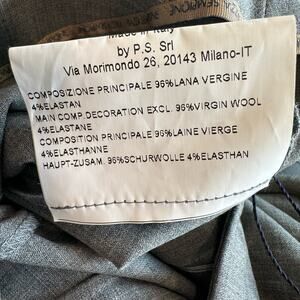 Made in Italy
by P.S. Srl
Via Morimondo 26, 20143 Milano-IT
COMPOSIZIONE PRINCIPALE 96%LANA VERGINE
4%ELASTAN
MAIN COMP.DECORATION EXCL. 96%VIRGIN WOOL
4%ELASTANE
COMPOSITION PRINCIPALE 96%LAINE VIERGE
4%ELASTHANNE
HAUPT-ZUSAM. 96%SCHURWOLLE 4%ELASTHAN
SEMPIONE